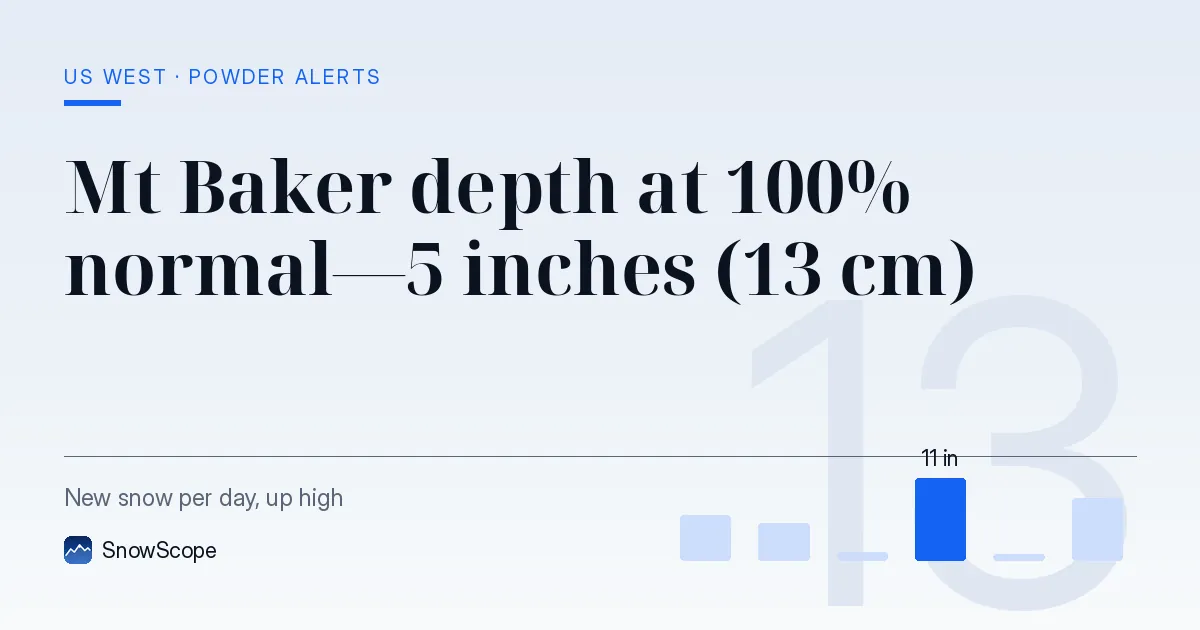 US WEST · POWDER ALERTS
Mt Baker depth at 100%
normal—5 inches (13 cm)
13
11 in
New snow per day, up high
SnowScope